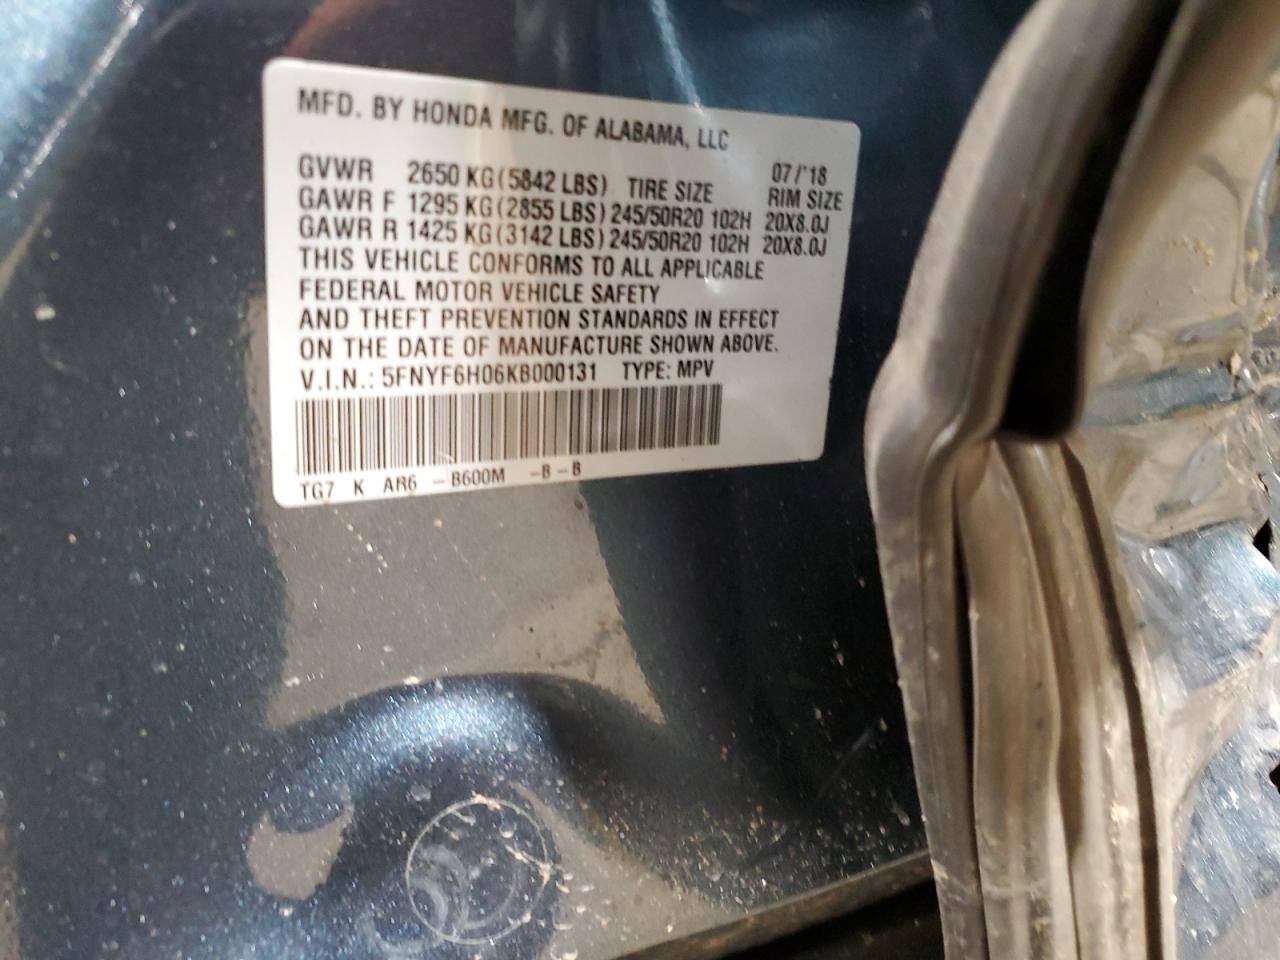 MFD. BY HONDA MFG. OF ALABAMA, LLC
07/'18
GVWR 2650 KG (5842 LBS) TIRE SIZE RIM SIZE
GAWR F 1295 KG (2855 LBS) 245/50R20 102H 20X8.0J
GAWR R 1425 KG (3142 LBS) 245/50R20 102H 20X8.0J
THIS VEHICLE CONFORMS TO ALL APPLICABLE
FEDERAL MOTOR VEHICLE SAFETY
AND THEFT PREVENTION STANDARDS IN EFFECT
ON THE DATE OF MANUFACTURE SHOWN ABOVE.
V.I.N.: 5FNYF6H06KB000131 TYPE: MPV
TG7 K AR6 -B600M -B-B